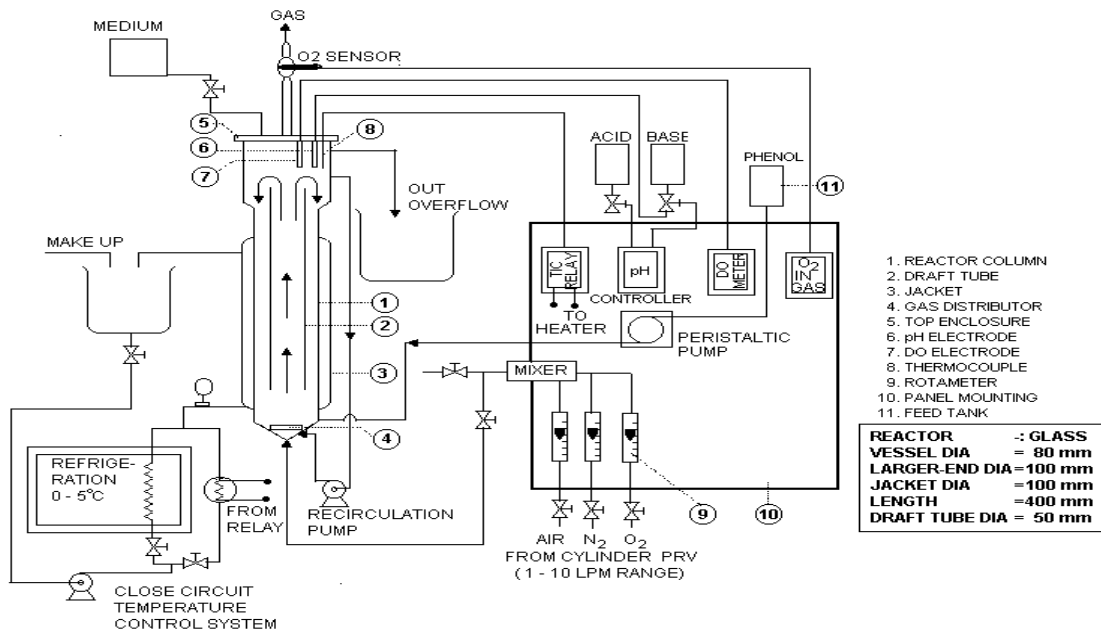 GAS
MEDIUM
O2 SENSOR
5
8
6
7
ACID
BASE
PHENOL
11
OUT
OVERFLOW
MAKE UP
TIC
RELAY
pH
DO
METER
O2
IN
GAS
CONTROLLER
TO
HEATER
PERISTALTIC
PUMP
1
2
3
4
MIXER
REFRIGE-
RATION
0 - 5°C
FROM
RELAY
RECIRCULATION
PUMP
9
10
AIR N2 O2
FROM CYLINDER PRV
(1 - 10 LPM RANGE)
CLOSE CIRCUIT
TEMPERATURE
CONTROL SYSTEM
1. REACTOR COLUMN
2. DRAFT TUBE
3. JACKET
4. GAS DISTRIBUTOR
5. TOP ENCLOSURE
6. pH ELECTRODE
7. DO ELECTRODE
8. THERMOCOUPLE
9. ROTAMETER
10. PANEL MOUNTING
11. FEED TANK
REACTOR -: GLASS
VESSEL DIA = 80 mm
LARGER-END DIA =100 mm
JACKET DIA =100 mm
LENGTH =400 mm
DRAFT TUBE DIA = 50 mm